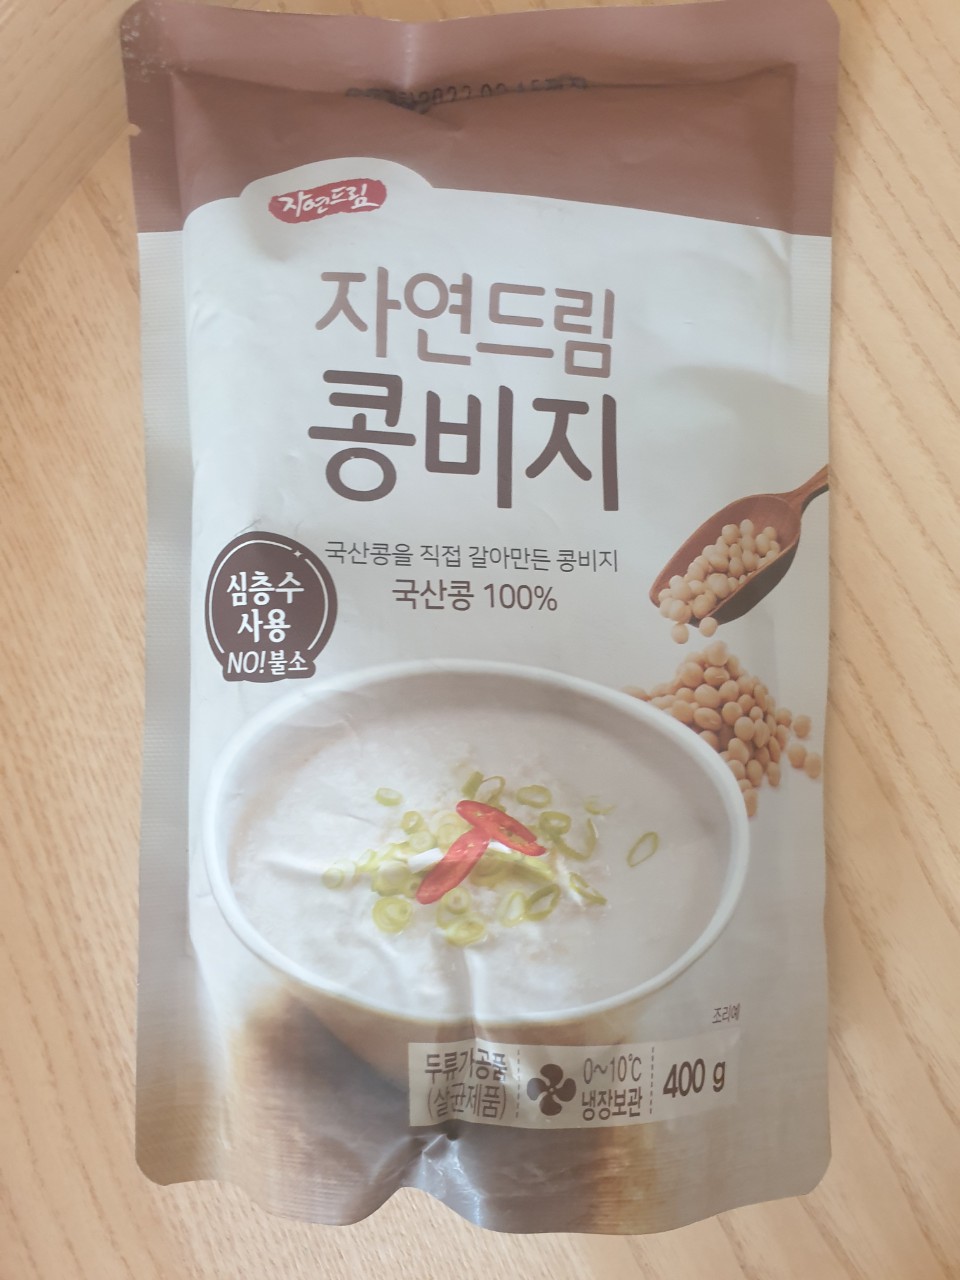 자연드림
자연드림
콩비지
국산콩을 직접 갈아만든 콩비지
국산콩 100%
심층수
사용
NO! 불소
조리예
두류가공품
(살균제품)
0~10℃
냉장보관
400 g